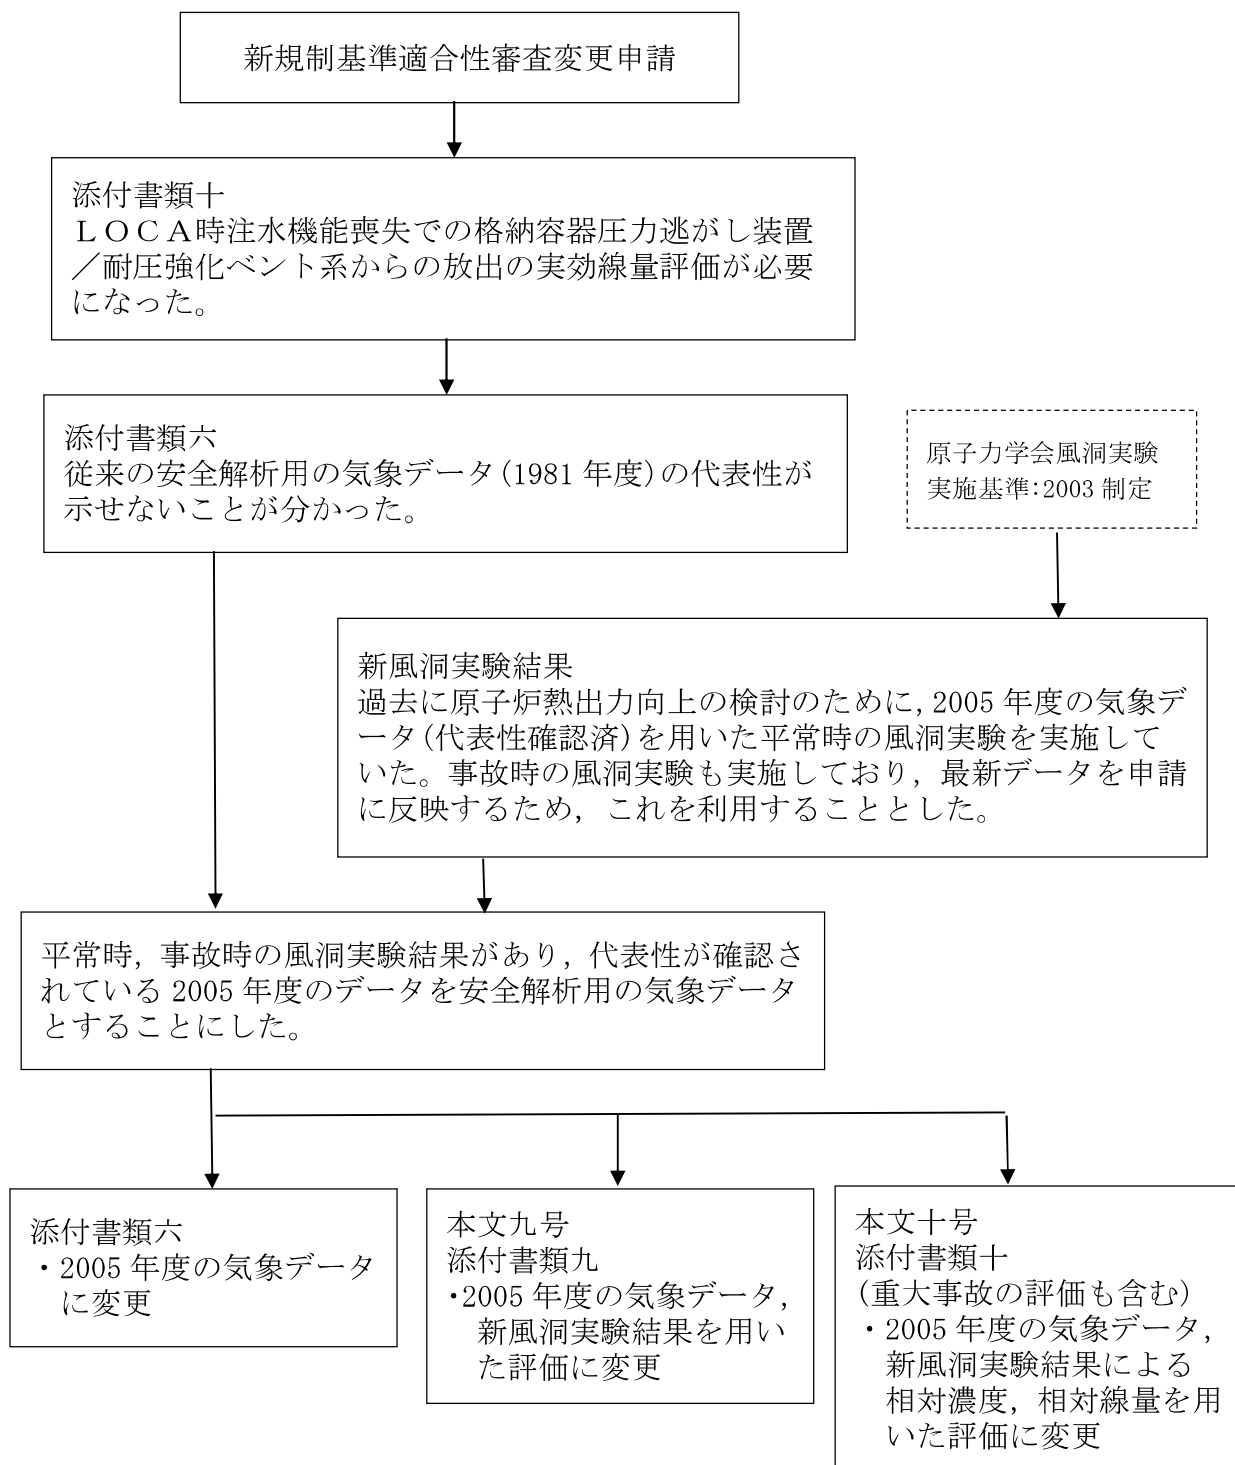 新規制基準適合性審査変更申請
添付書類十
ＬＯＣＡ時注水機能喪失での格納容器圧力逃がし装置
／耐圧強化ベント系からの放出の実効線量評価が必要
になった。
添付書類六
従来の安全解析用の気象データ(1981 年度)の代表性が
示せないことが分かった。
原子力学会風洞実験
実施基準:2003 制定
新風洞実験結果
過去に原子炉熱出力向上の検討のために, 2005 年度の気象デ
ータ(代表性確認済)を用いた平常時の風洞実験を実施して
いた。事故時の風洞実験も実施しており, 最新データを申請
に反映するため, これを利用することとした。
平常時, 事故時の風洞実験結果があり, 代表性が確認さ
れている 2005 年度のデータを安全解析用の気象データ
とすることにした。
添付書類六
・2005 年度の気象データ
に変更
本文九号
添付書類九
・2005 年度の気象データ,
新風洞実験結果を用い
た評価に変更
本文十号
添付書類十
(重大事故の評価も含む)
・2005 年度の気象データ,
新風洞実験結果による
相対濃度, 相対線量を用
いた評価に変更